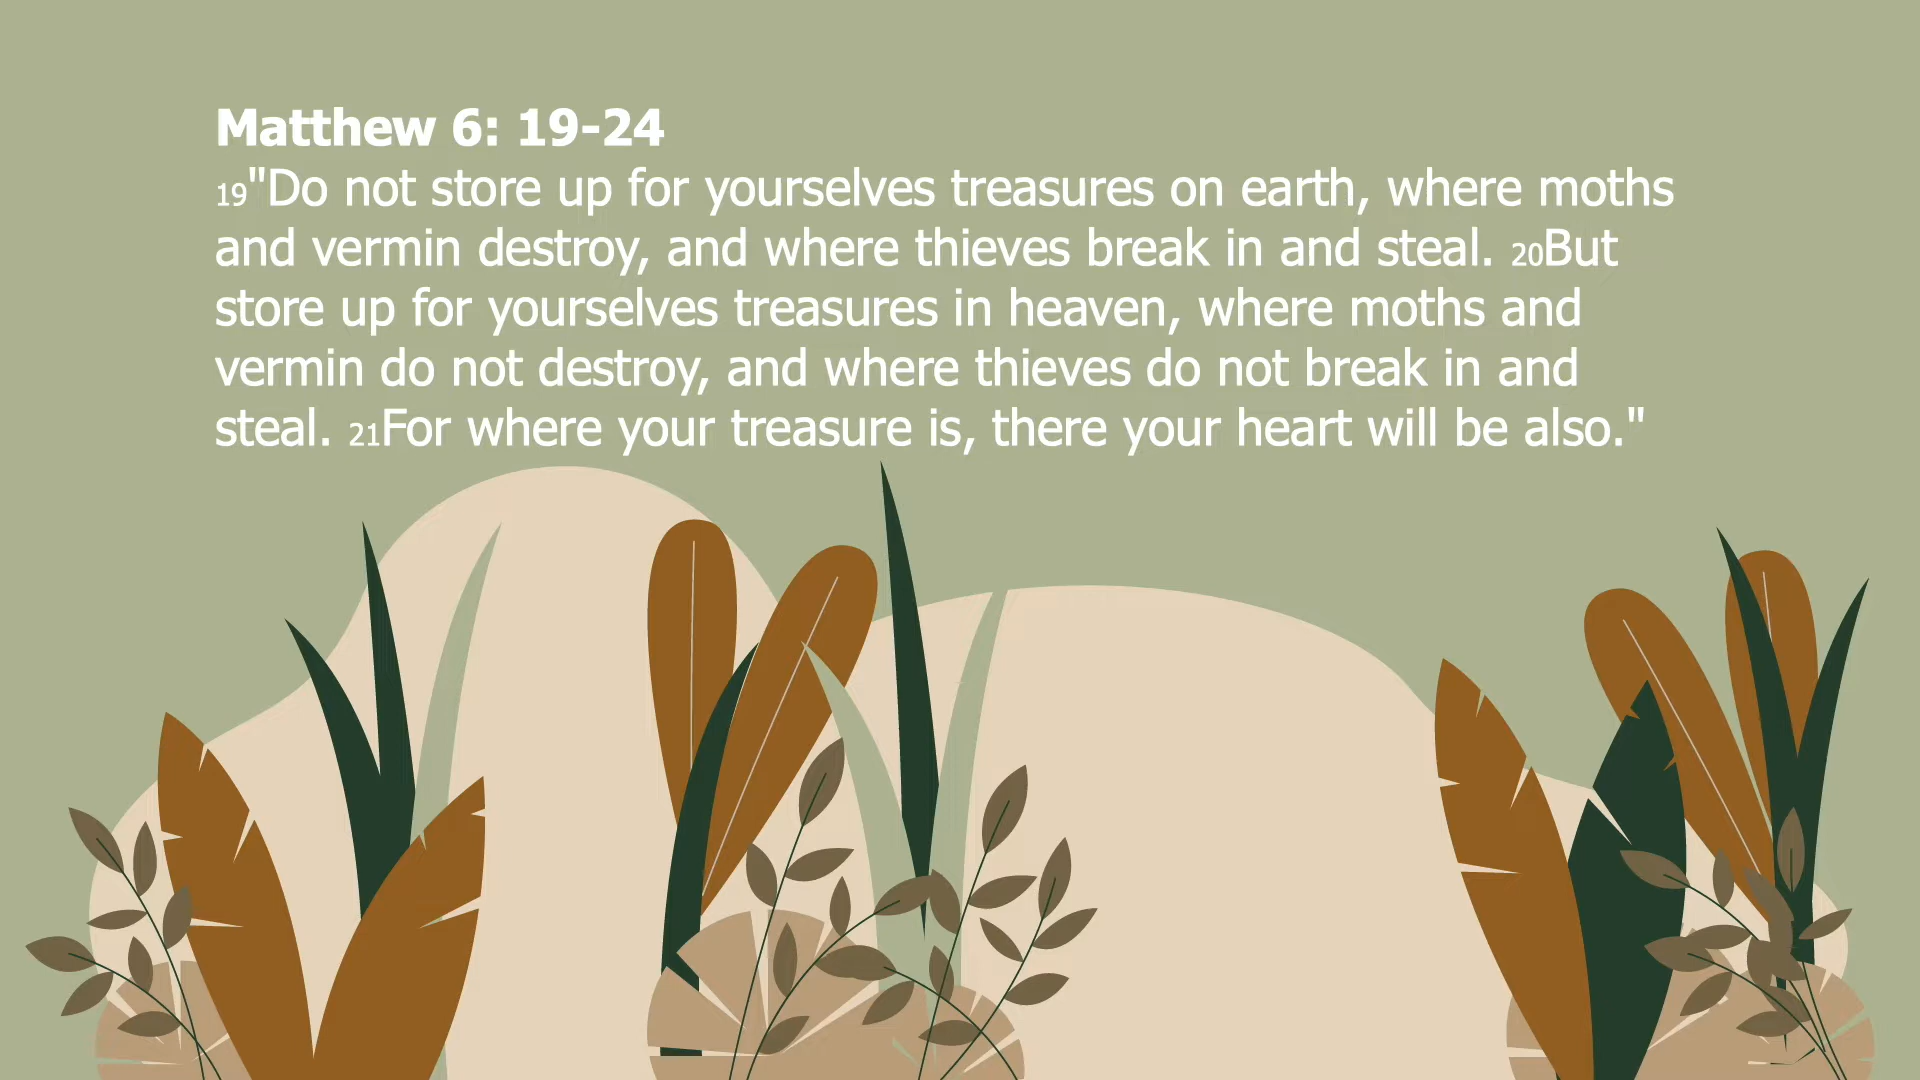 Matthew 6: 19-24
19"Do not store up for yourselves treasures on earth, where moths
and vermin destroy, and where thieves break in and steal. 20But
store up for yourselves treasures in heaven, where moths and
vermin do not destroy, and where thieves do not break in and
steal. 21For where your treasure is, there your heart will be also."